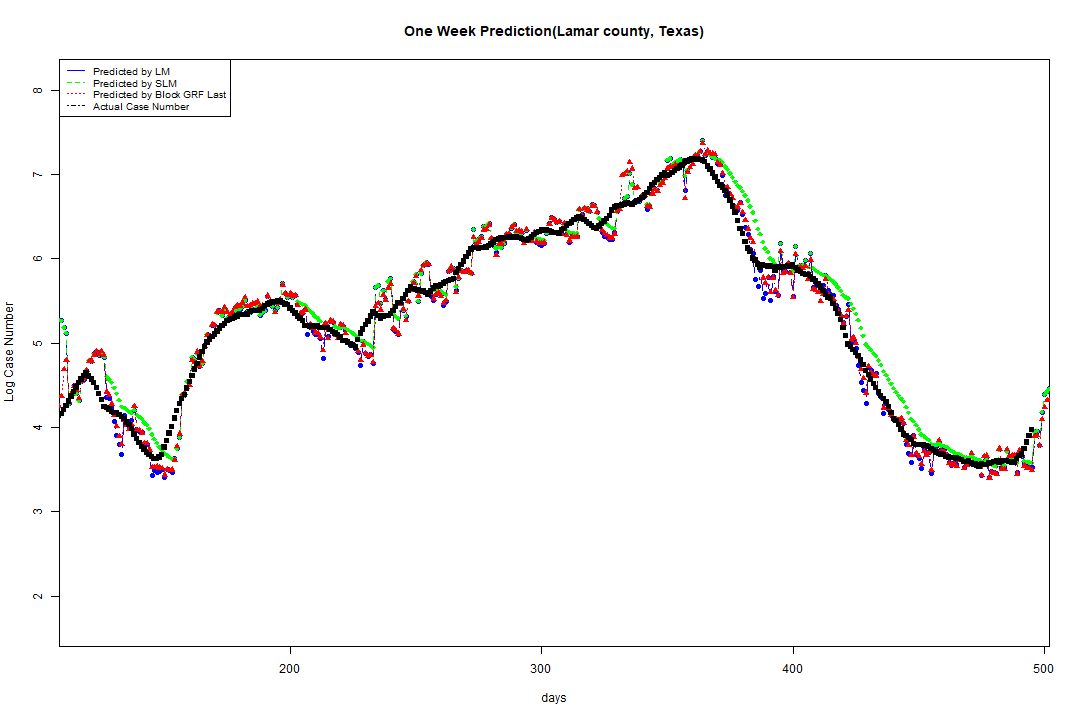 One Week Prediction(Lamar county, Texas)
Predicted by LM
Predicted by SLM
Predicted by Block GRF Last
Actual Case Number
8
7
6
5
4
3
2
Log Case Number
200 300 400 500
days